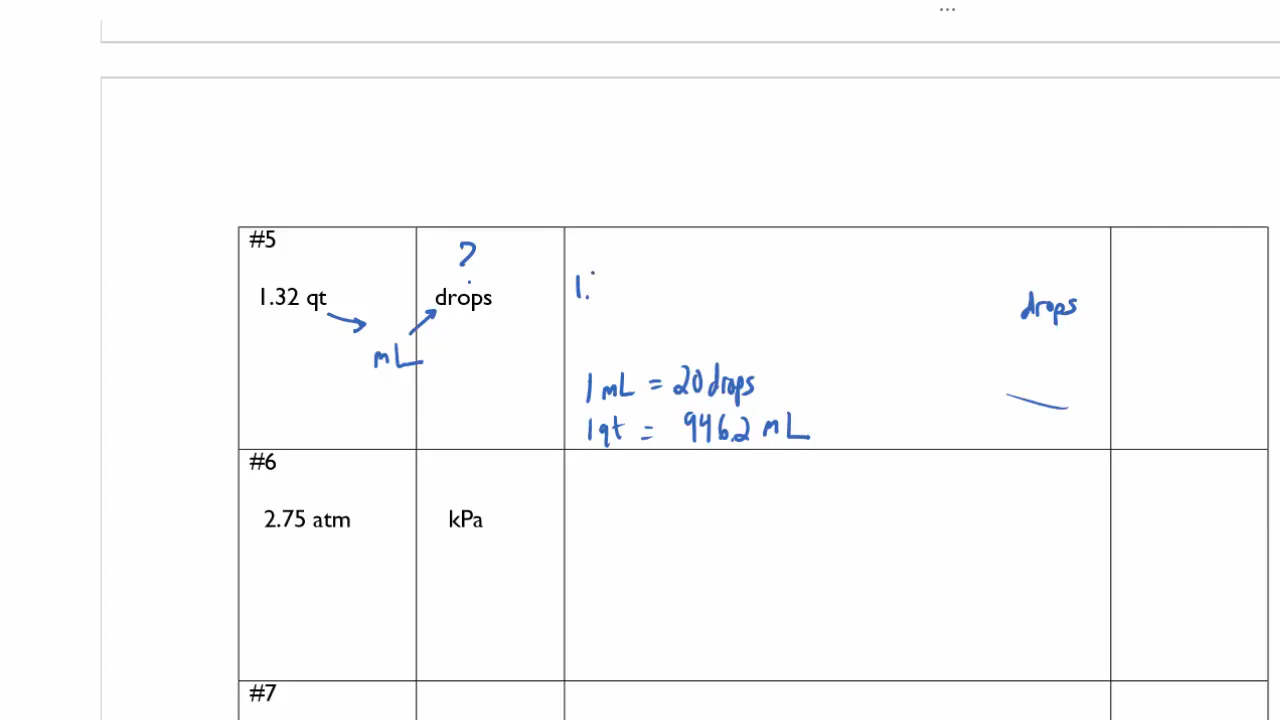 ...
#5
?
1.32 qt
drops
1.
drops
mL
1 mL = 20 drops
1 qt = 946.2 mL
#6
2.75 atm
kPa
#7